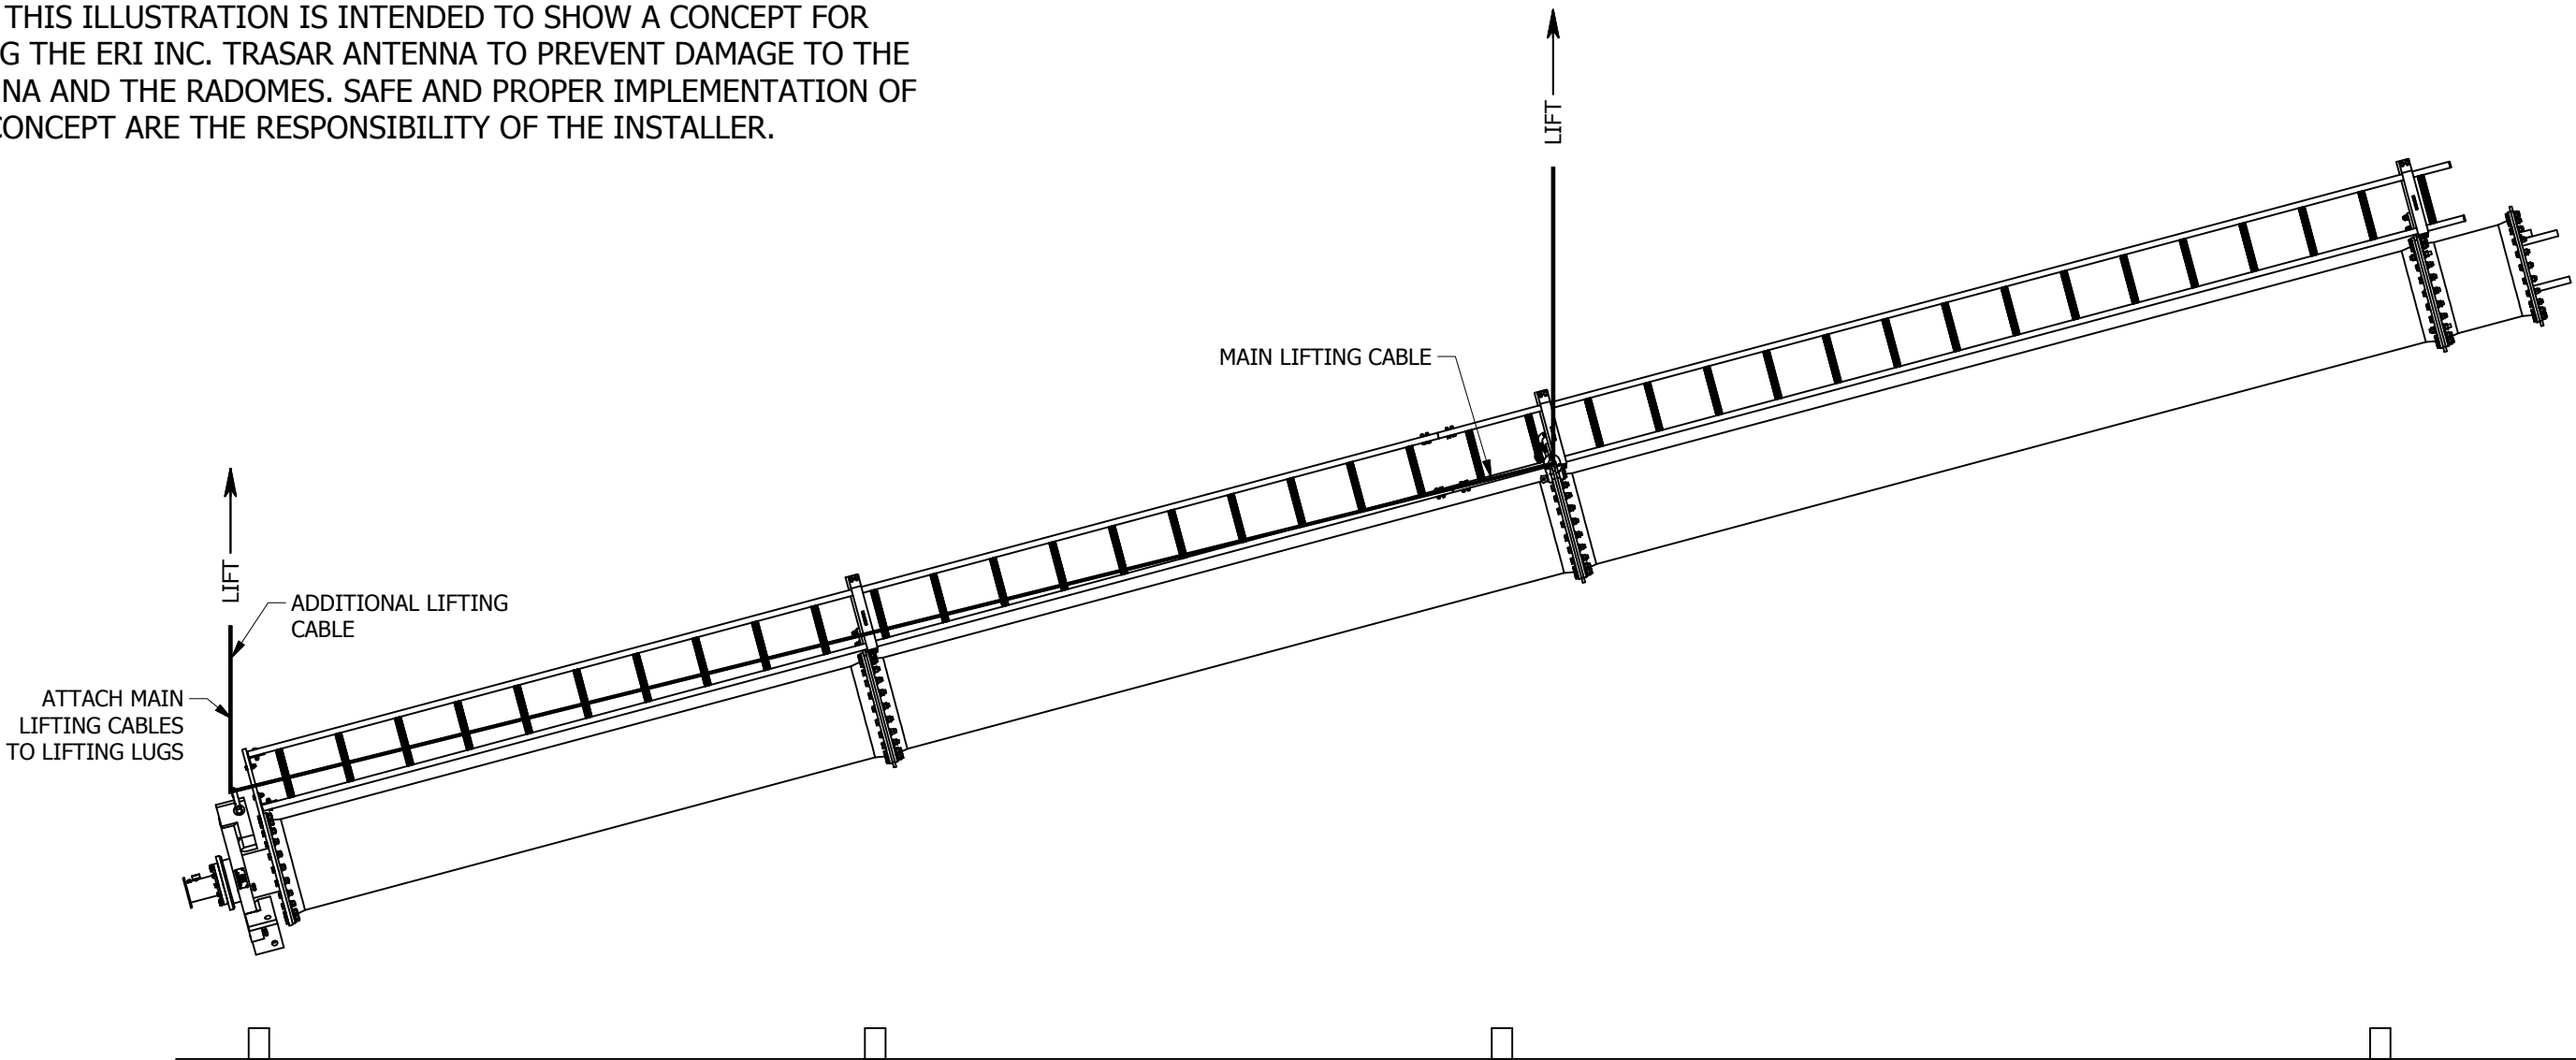 THIS ILLUSTRATION IS INTENDED TO SHOW A CONCEPT FOR
G THE ERI INC. TRASAR ANTENNA TO PREVENT DAMAGE TO THE
NA AND THE RADOMES. SAFE AND PROPER IMPLEMENTATION OF
CONCEPT ARE THE RESPONSIBILITY OF THE INSTALLER.
LIFT
MAIN LIFTING CABLE
LIFT
ADDITIONAL LIFTING
CABLE
ATTACH MAIN
LIFTING CABLES
TO LIFTING LUGS